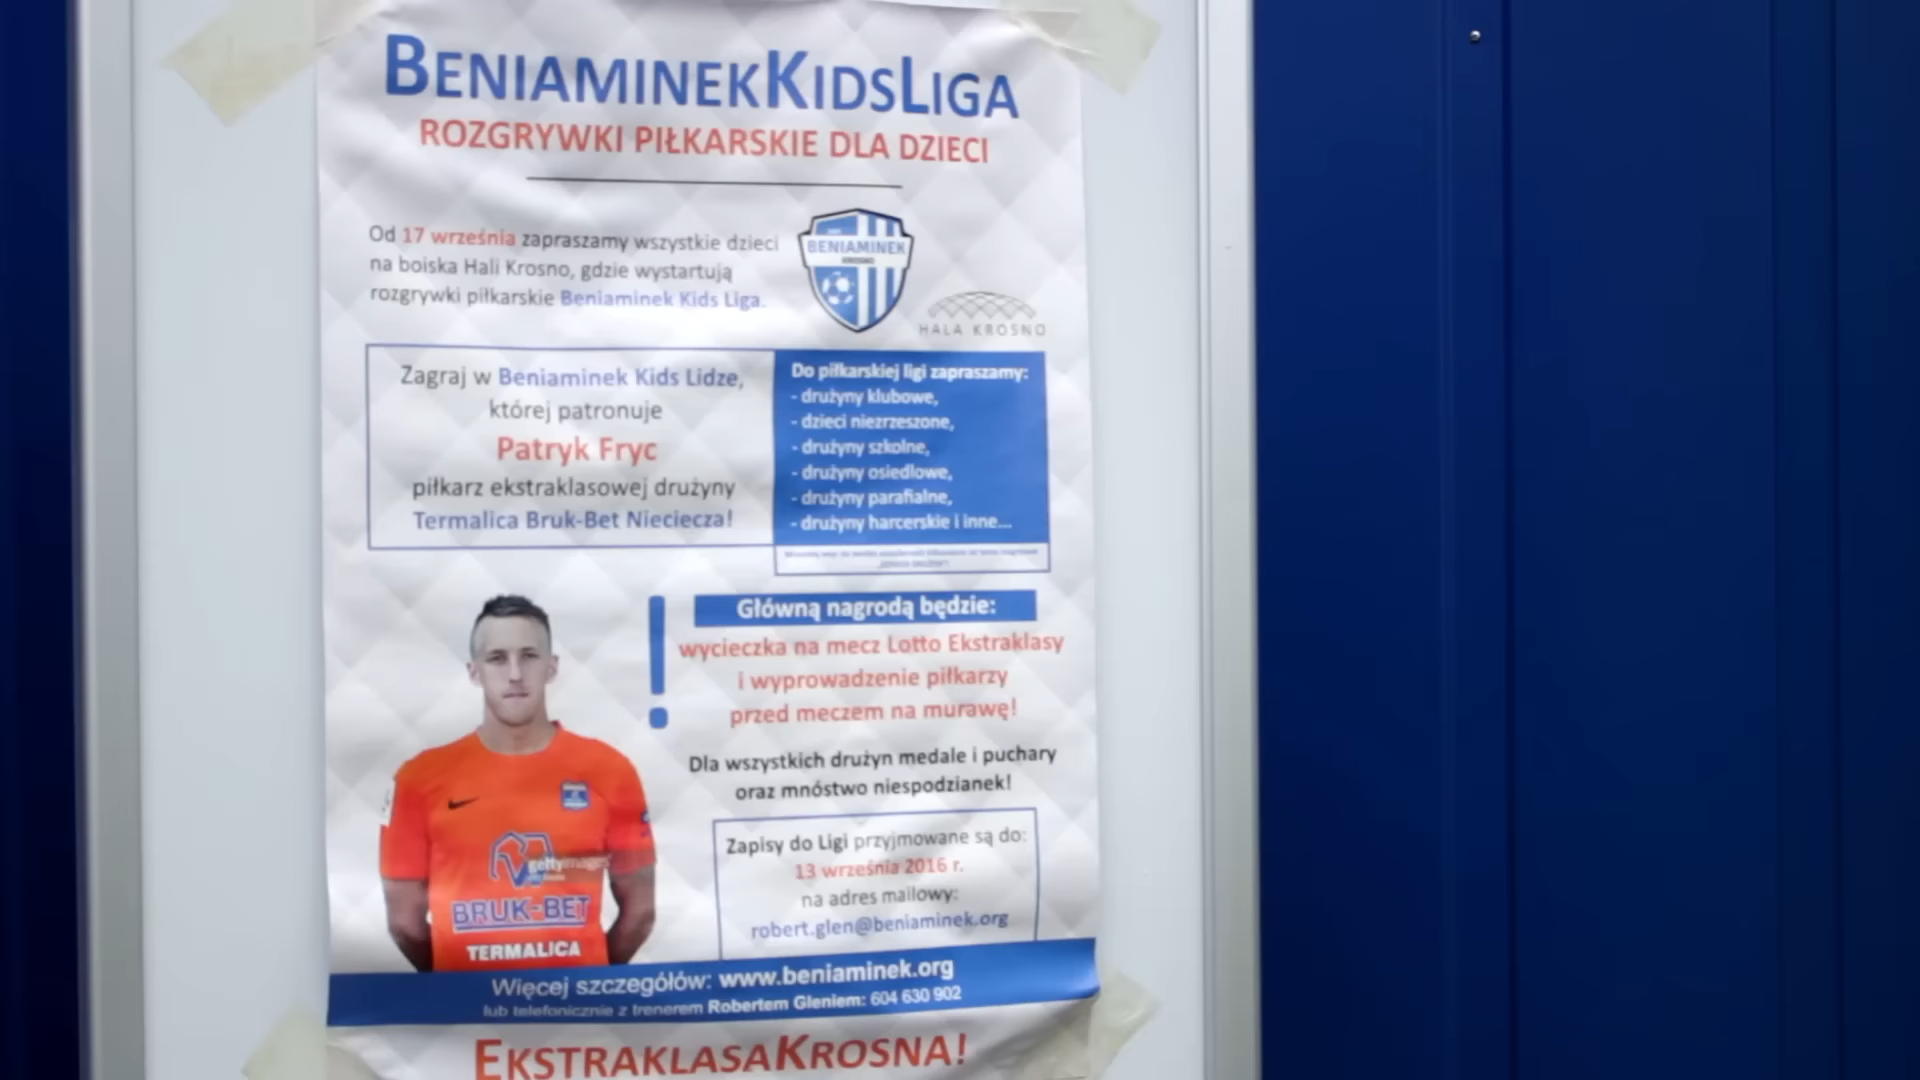 BENIAMINEKKIDSLIGA
ROZGRYWKI PIŁKARSKIE DLA DZIECI
Od 17 września zapraszamy wszystkie dzieci
na boiska Hali Krosno, gdzie wystartują
rozgrywki piłkarskie Beniaminek Kids Liga.
BENIAMINEK
KROSNO
HALA KROSNO
Zagraj w Beniaminek Kids Lidze,
której patronuje
Patryk Fryc
piłkarz ekstraklasowej drużyny
Termalica Bruk-Bet Nieciecza!
Do piłkarskiej ligi zapraszamy:
- drużyny klubowe,
- dzieci niezrzeszone,
- drużyny szkolne,
- drużyny osiedlowe,
- drużyny parafialne,
- drużyny harcerskie i inne...
Główną nagrodą będzie:
wycieczka na mecz Lotto Ekstraklasy
i wyprowadzenie piłkarzy
przed meczem na murawę!
Dla wszystkich drużyn medale i puchary
oraz mnóstwo niespodzianek!
Zapisy do Ligi przyjmowane są do:
13 września 2016 r.
na adres mailowy:
robert.glen@beniaminek.org
gettyimages
BRUK-BET
TERMALICA
Więcej szczegółów: www.beniaminek.org
lub telefonicznie z trenerem Robertem Gleniem: 604 630 902
EKSTRAKLASAKROSNA!